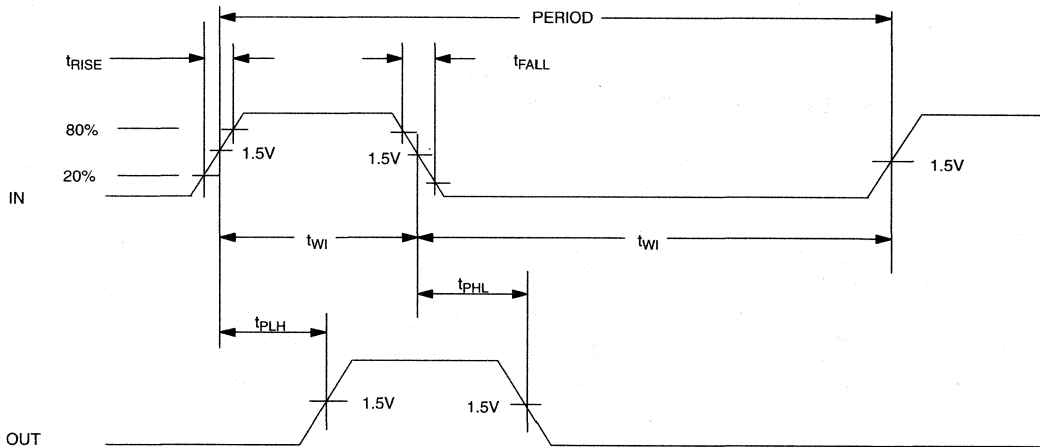 PERIOD
tRISE
tFALL
80%
1.5V
1.5V
20%
1.5V
IN
tWI
tWI
tPHL
tPLH
1.5V
1.5V
OUT